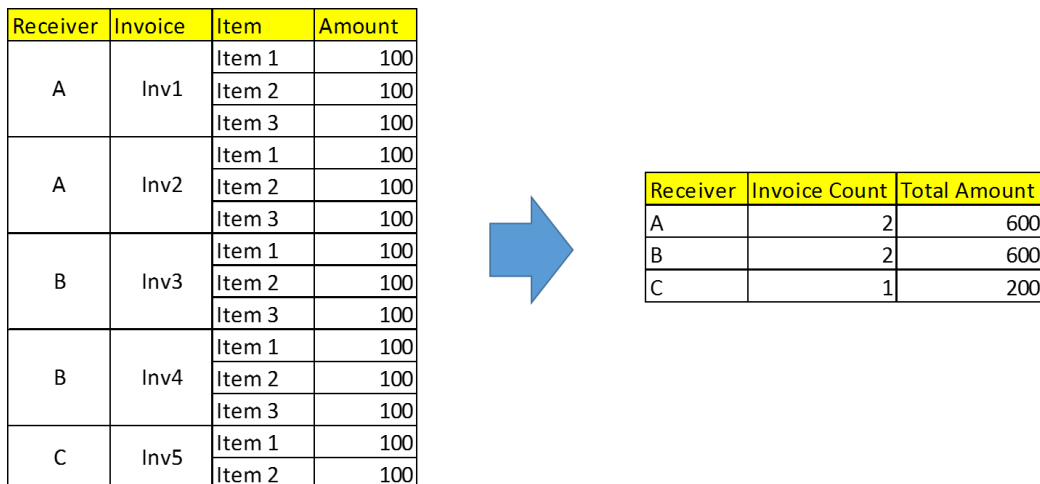 Receiver Invoice Item Amount
A Inv1 Item 1 100
Item 2 100
Item 3 100
A Inv2 Item 1 100
Item 2 100
Item 3 100
B Inv3 Item 1 100
Item 2 100
Item 3 100
B Inv4 Item 1 100
Item 2 100
Item 3 100
C Inv5 Item 1 100
Item 2 100
Receiver Invoice Count Total Amount
A 2 600
B 2 600
C 1 200